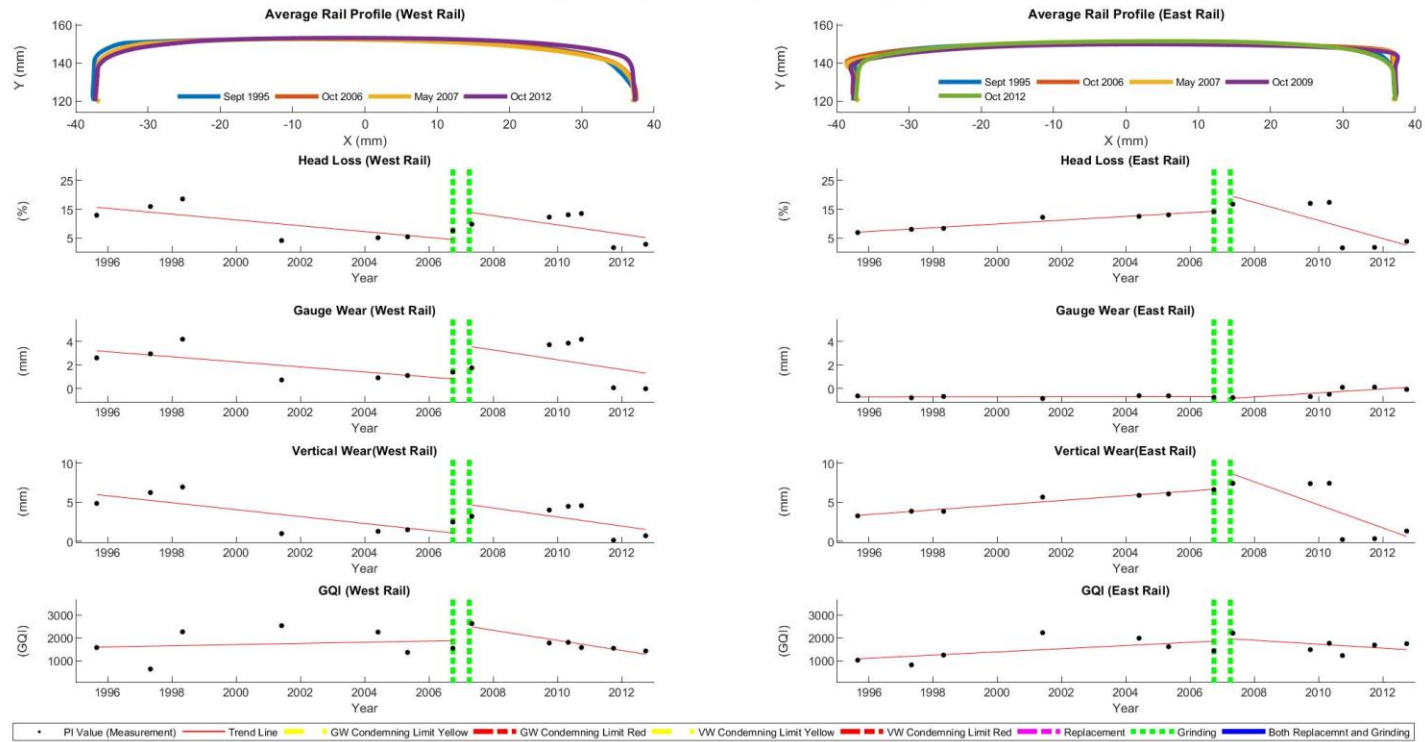 Average Rail Profile (West Rail)
160
140
120
Y (mm)
Sept 1995 Oct 2006 May 2007 Oct 2012
-40 -30 -20 -10 0 10 20 30 40
X (mm)
Average Rail Profile (East Rail)
160
140
120
Y (mm)
Sept 1995 Oct 2006 May 2007 Oct 2009
Oct 2012
-40 -30 -20 -10 0 10 20 30 40
X (mm)
Head Loss (West Rail)
25
15
5
(%)
1996 1998 2000 2002 2004 2006 2008 2010 2012
Year
Head Loss (East Rail)
25
15
5
(%)
1996 1998 2000 2002 2004 2006 2008 2010 2012
Year
Gauge Wear (West Rail)
4
2
0
(mm)
1996 1998 2000 2002 2004 2006 2008 2010 2012
Year
Gauge Wear (East Rail)
4
2
0
(mm)
1996 1998 2000 2002 2004 2006 2008 2010 2012
Year
Vertical Wear(West Rail)
10
5
0
(mm)
1996 1998 2000 2002 2004 2006 2008 2010 2012
Year
Vertical Wear(East Rail)
10
5
0
(mm)
1996 1998 2000 2002 2004 2006 2008 2010 2012
Year
GQI (West Rail)
3000
2000
1000
(GQI)
1996 1998 2000 2002 2004 2006 2008 2010 2012
Year
GQI (East Rail)
3000
2000
1000
(GQI)
1996 1998 2000 2002 2004 2006 2008 2010 2012
Year
PI Value (Measurement) Trend Line GW Condemning Limit Yellow GW Condemning Limit Red VW Condemning Limit Yellow VW Condemning Limit Red Replacement Grinding Both Replacemnt and Grinding